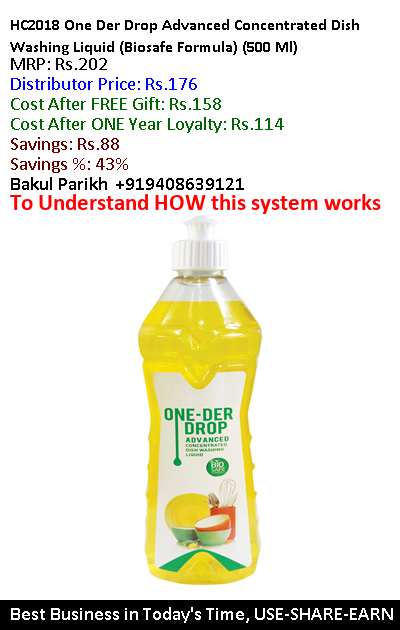 HC2018 One Der Drop Advanced Concentrated Dish
Washing Liquid (Biosafe Formula) (500 Ml)
MRP: Rs.202
Distributor Price: Rs.176
Cost After FREE Gift: Rs.158
Cost After ONE Year Loyalty: Rs.114
Savings: Rs.88
Savings %: 43%
Bakul Parikh +919408639121
To Understand HOW this system works
ONE-DER
DROP
ADVANCED
CONCENTRATED
DISH WASHING
LIQUID
BIO
SAFE
Best Business in Today's Time, USE-SHARE-EARN